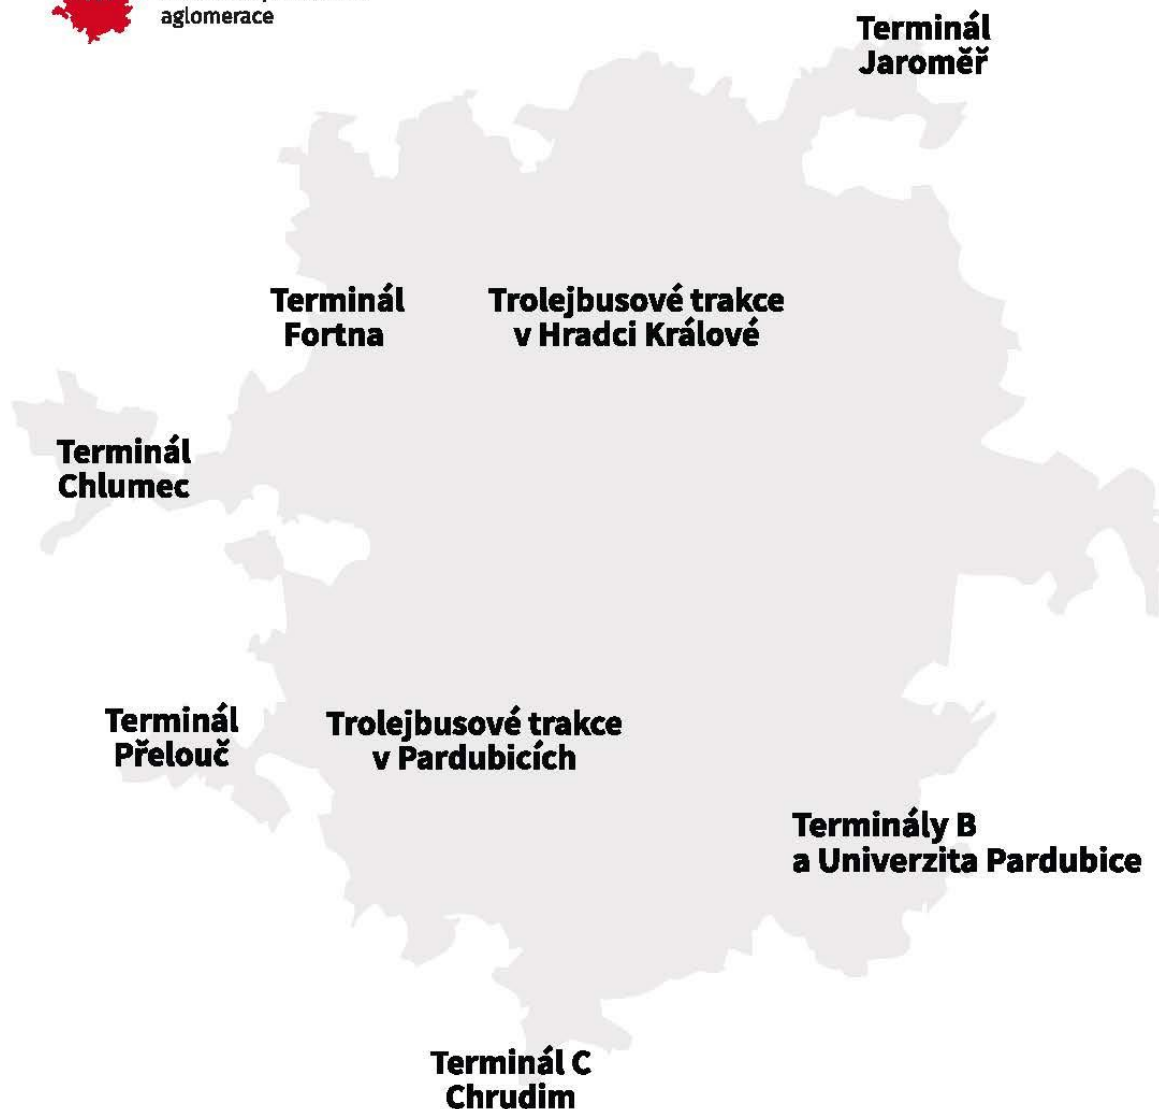 aglomerace
Terminál
Jaroměř
Terminál
Fortna
Trolejbusové trakce
v Hradci Králové
Terminál
Chlumec
Terminál
Přelouč
Trolejbusové trakce
v Pardubicích
Terminály B
a Univerzita Pardubice
Terminál C
Chrudim